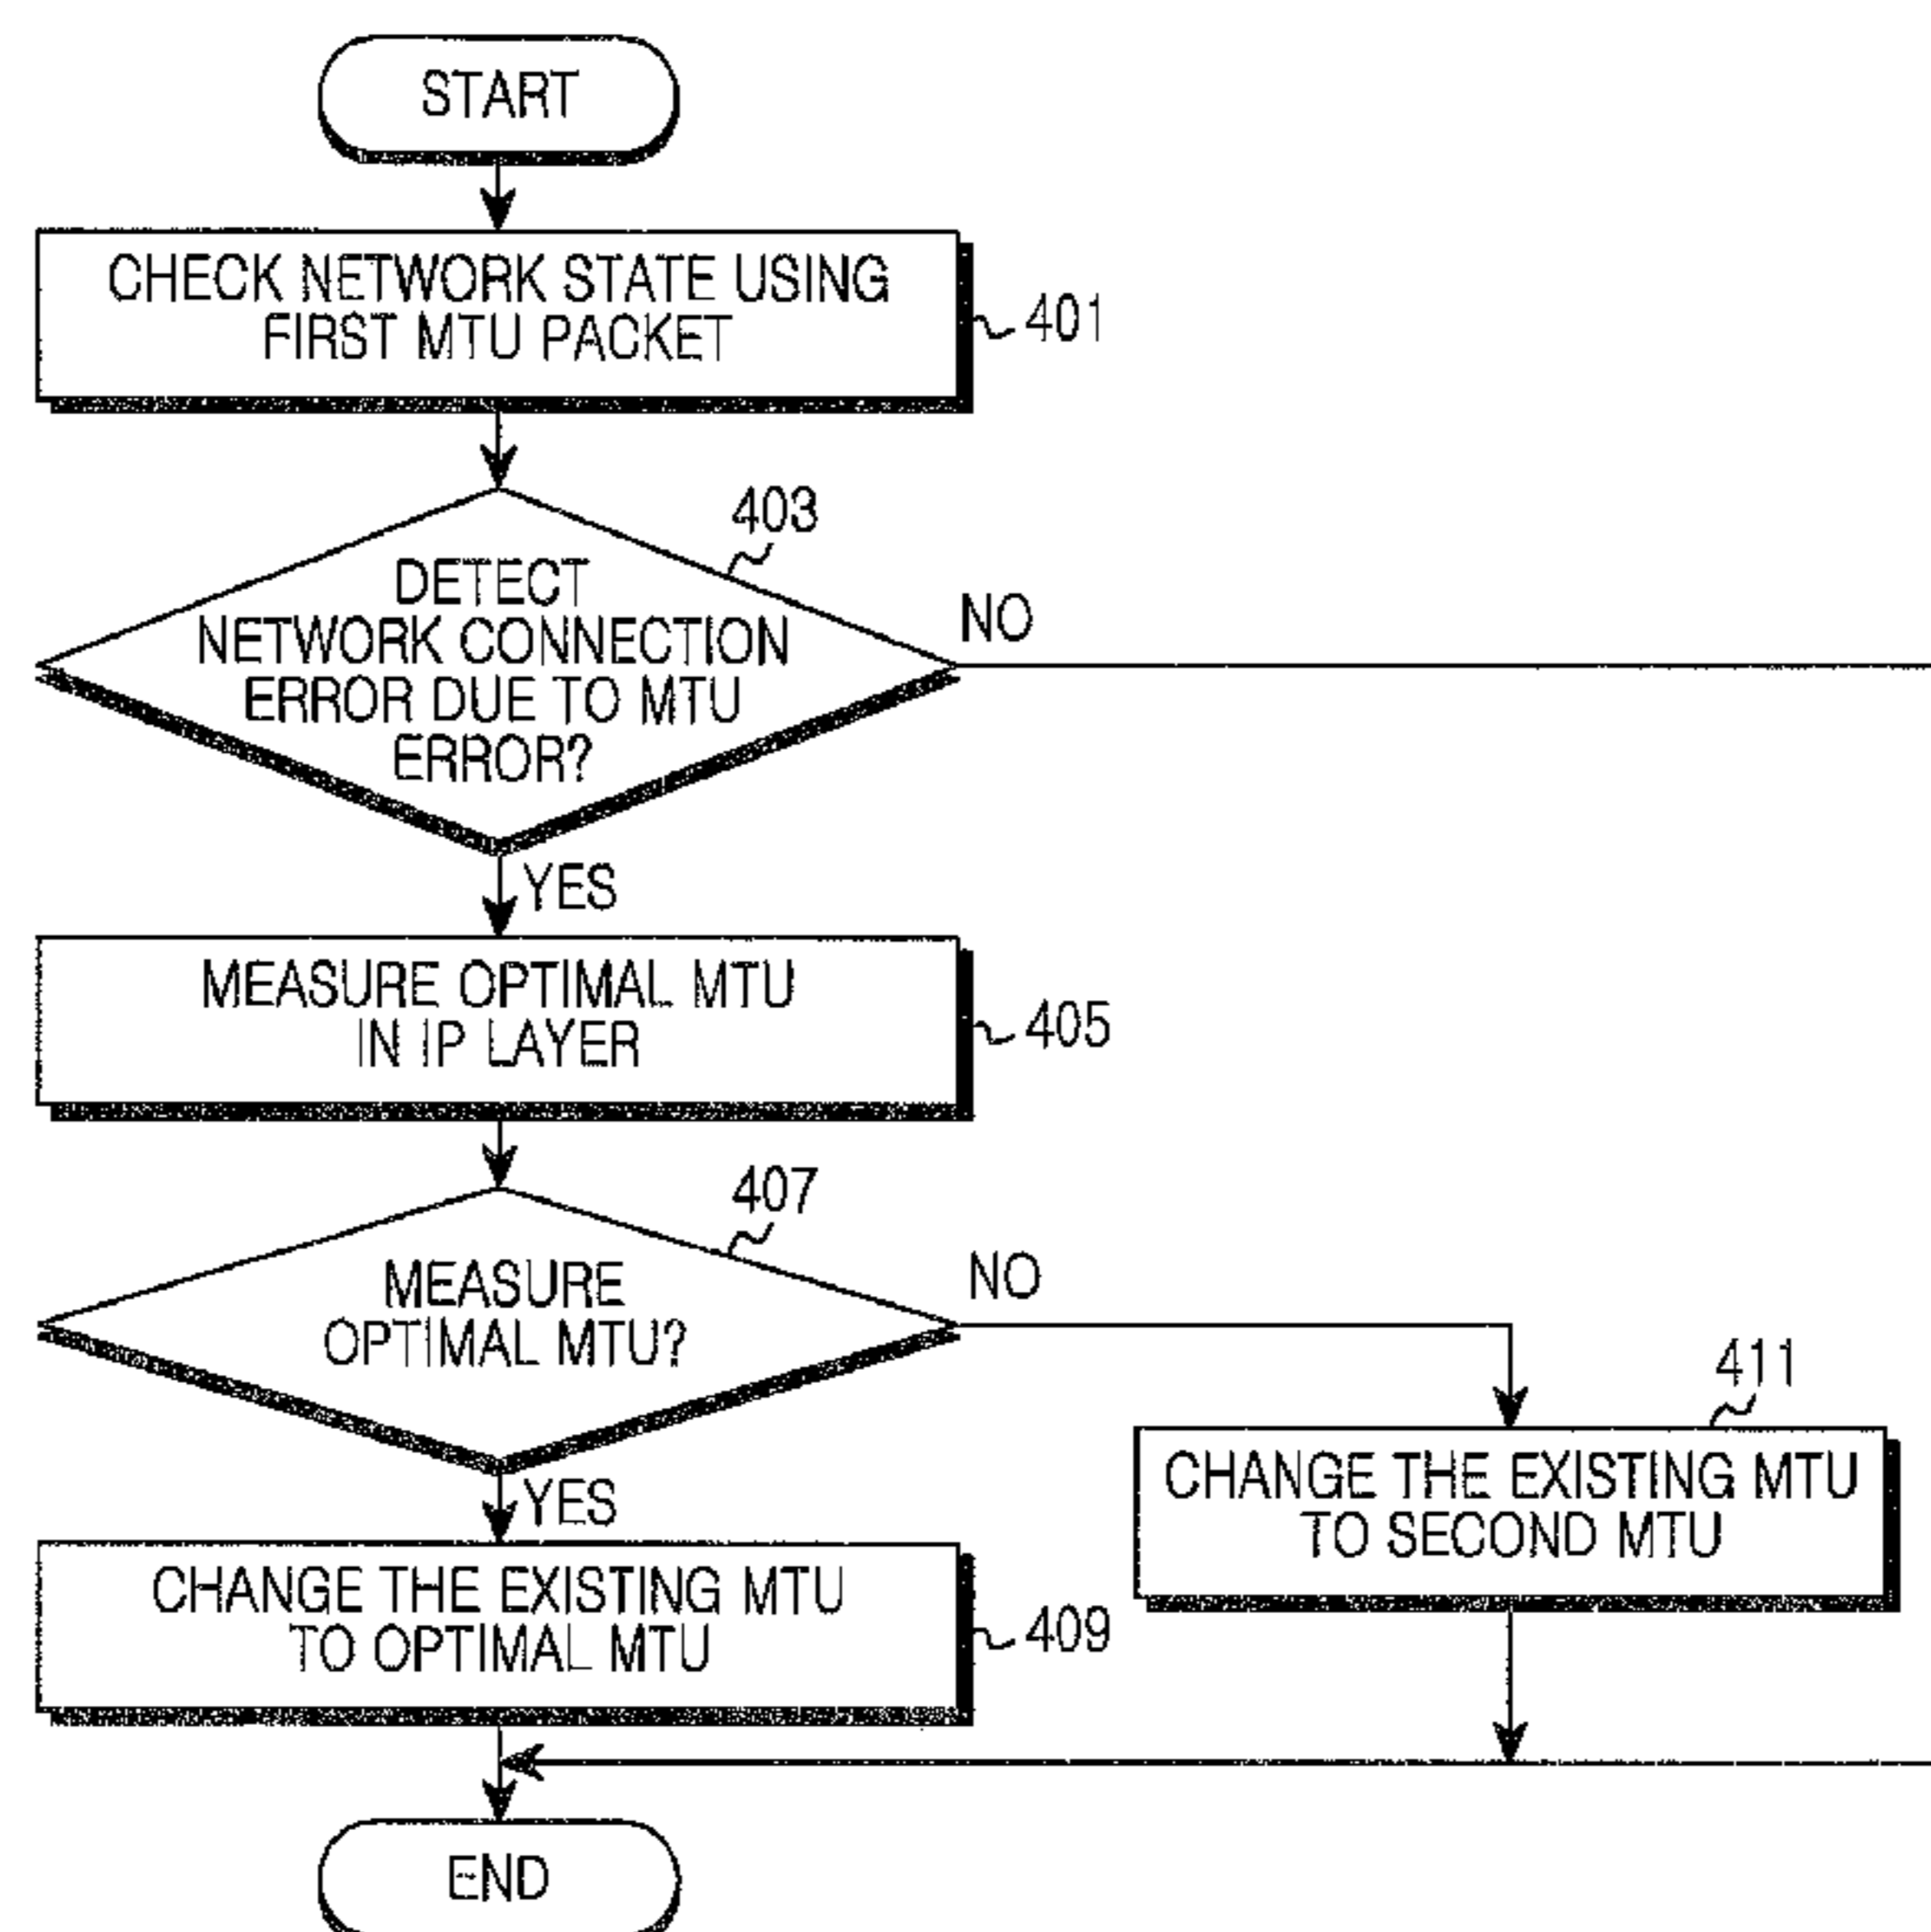 START
CHECK NETWORK STATE USING
FIRST MTU PACKET
401
403
DETECT
NETWORK CONNECTION
ERROR DUE TO MTU
ERROR?
NO
YES
MEASURE OPTIMAL MTU
IN IP LAYER
405
407
MEASURE
OPTIMAL MTU?
NO
411
CHANGE THE EXISTING MTU
TO SECOND MTU
YES
CHANGE THE EXISTING MTU
TO OPTIMAL MTU
409
END